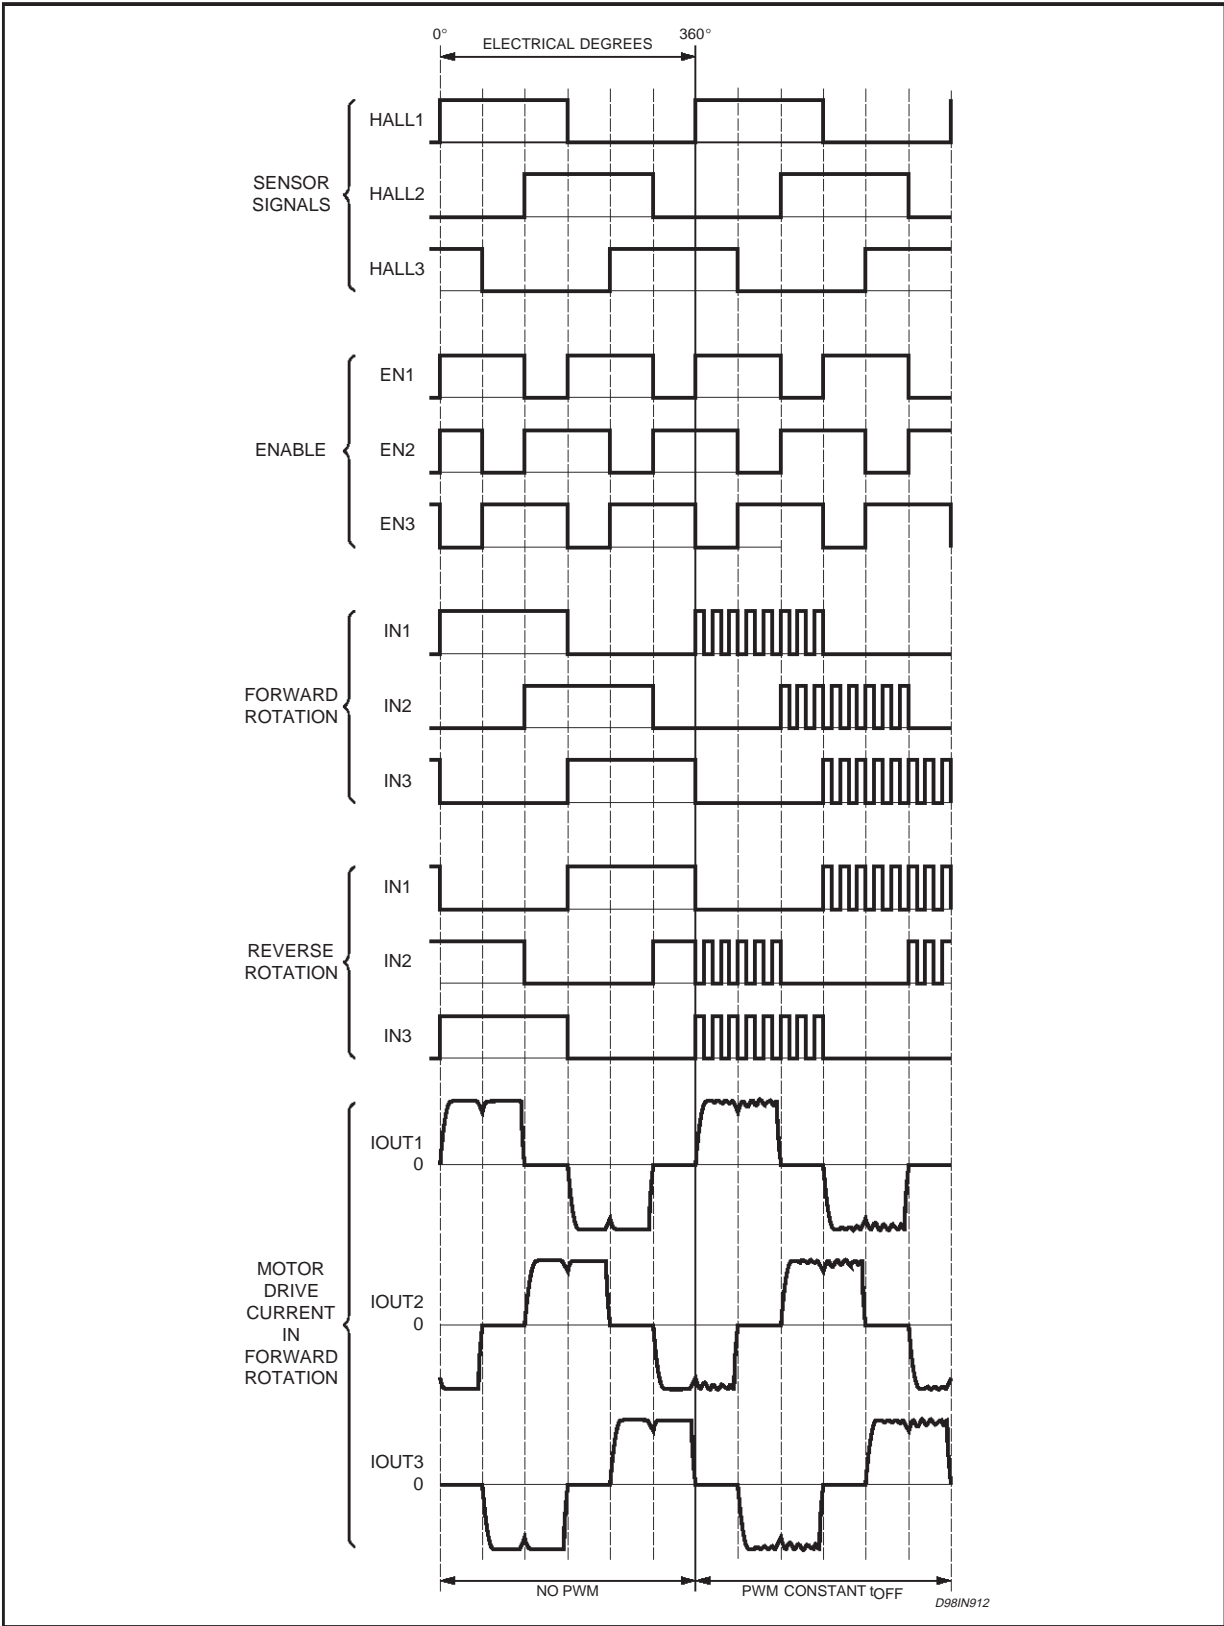 0° 360°
ELECTRICAL DEGREES
HALL1
SENSOR
SIGNALS
HALL2
HALL3
EN1
ENABLE
EN2
EN3
IN1
FORWARD
ROTATION
IN2
IN3
IN1
REVERSE
ROTATION
IN2
IN3
IOUT1
0
MOTOR
DRIVE
CURRENT
IN
FORWARD
ROTATION
IOUT2
0
IOUT3
0
NO PWM
PWM CONSTANT tOFF
D98IN912